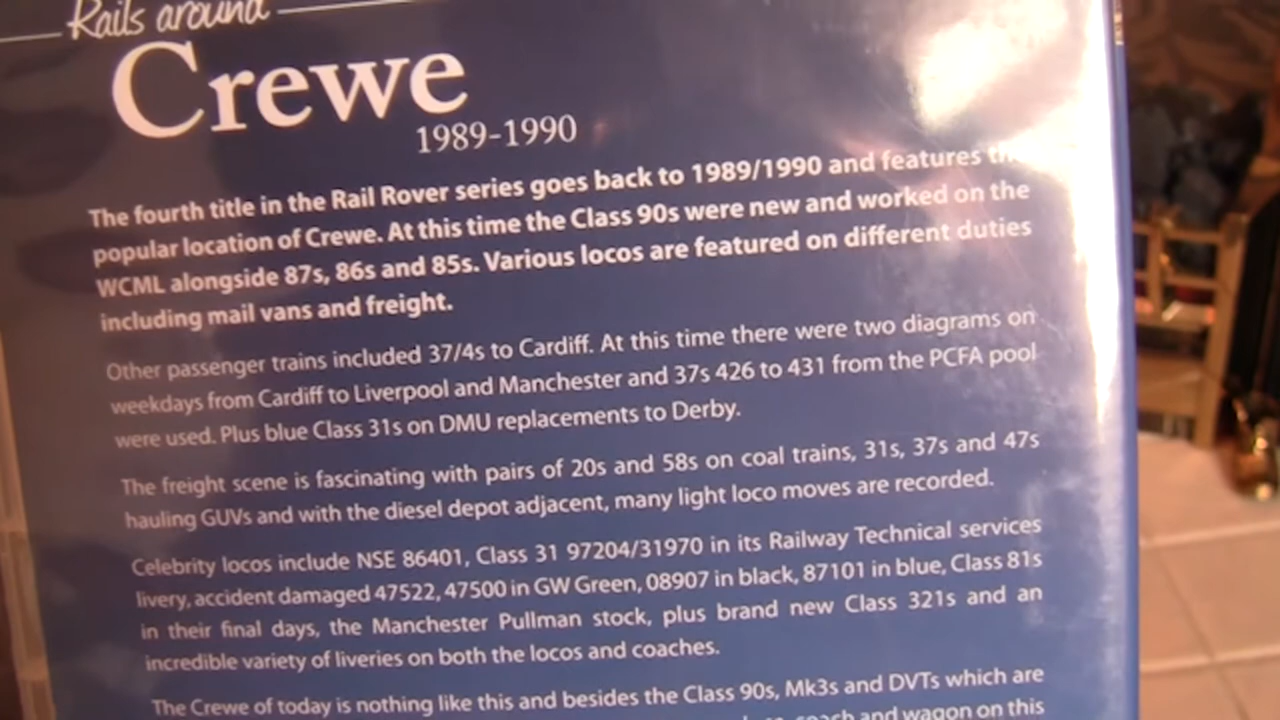 Rails around
Crewe
1989-1990
The fourth title in the Rail Rover series goes back to 1989/1990 and features
popular location of Crewe. At this time the Class 90s were new and worked on the
WCML alongside 87s, 86s and 85s. Various locos are featured on different duties
including mail vans and freight.
Other passenger trains included 37/4s to Cardiff. At this time there were two diagrams on
weekdays from Cardiff to Liverpool and Manchester and 37s 426 to 431 from the PCFA pool
were used. Plus blue Class 31s on DMU replacements to Derby.
The freight scene is fascinating with pairs of 20s and 58s on coal trains, 31s, 37s and 47s
hauling GUVs and with the diesel depot adjacent, many light loco moves are recorded.
Celebrity locos include NSE 86401, Class 31 97204/31970 in its Railway Technical services
livery, accident damaged 47522, 47500 in GW Green, 08907 in black, 87101 in blue, Class 81s
in their final days, the Manchester Pullman stock, plus brand new Class 321s and an
incredible variety of liveries on both the locos and coaches.
The Crewe of today is nothing like this and besides the Class 90s, Mk3s and DVTs which are
coach and wagon on this